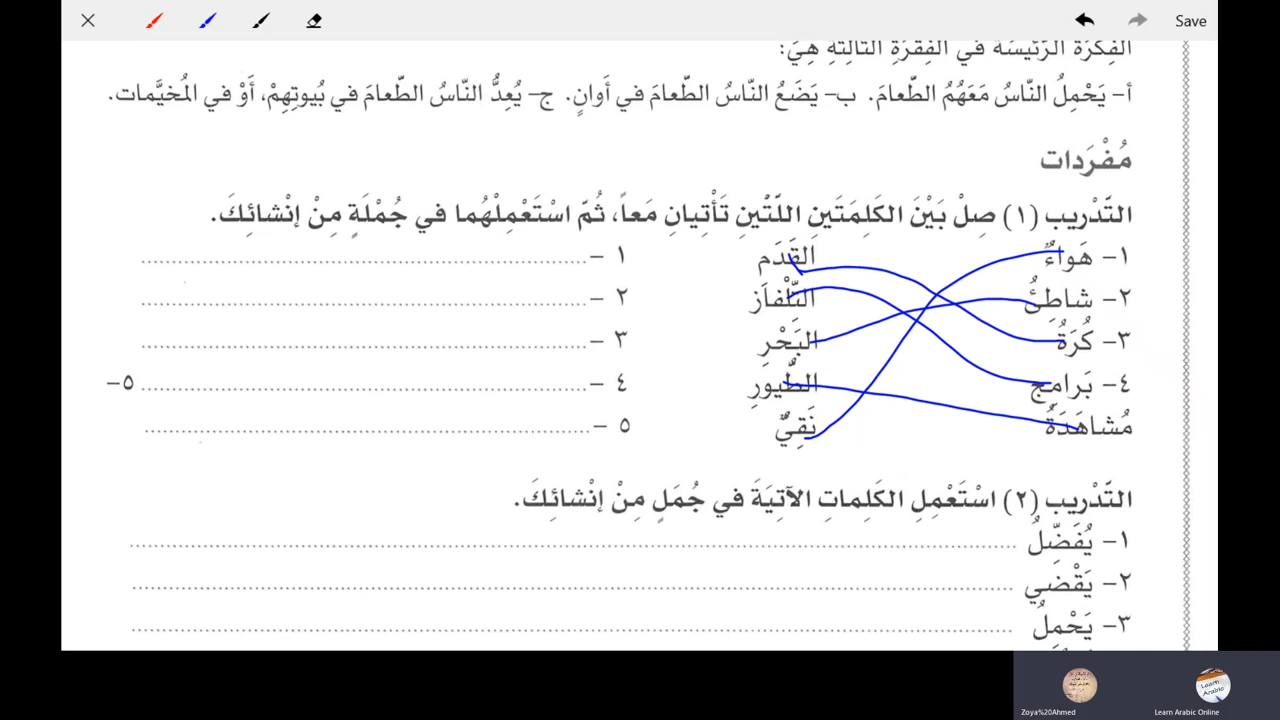 Save
الفِكْرَةُ الرَّئيسَةُ في الفِقْرَةِ الثّالِثَةِ هِيَ:
أ- يَحْمِلُ النّاسُ مَعَهُمُ الطَّعامَ. ب- يَضَعُ النّاسُ الطَّعامَ في أَوانٍ. ج- يُعِدُّ النّاسُ الطَّعامَ في بُيوتِهِمْ، أَوْ في المُخيَّمات.
مُفْرَدات
التَّدْريب (١) صِلْ بَيْنَ الكَلِمَتَينِ اللَّتْينِ تَأْتِيانِ مَعاً، ثُمّ اسْتَعْمِلْهُما في جُمْلَةٍ مِنْ إنْشائِكَ.
١- هَواءٌ القَدَم ١ -
٢- شاطِئُ التِّلْفاز ٢ -
٣- كُرَةُ البَحْرِ ٣ -
٤- بَرامِجُ الطُّيورِ ٤ - ٥-
مُشاهَدَةُ نَقِيٌّ ٥ -
التَّدْريب (٢) اسْتَعْمِلِ الكَلِماتِ الآتِيَةَ في جُمَلٍ مِنْ إنْشائِكَ.
١- يُفَضِّلُ
٢- يَقْضي
٣- يَحْمِلُ
Zoya%20Ahmed
Learn Arabic Online